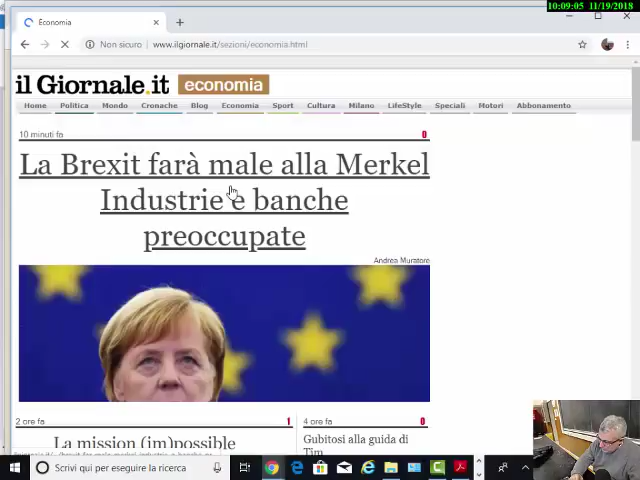 10:09:05 11/19/2018
Economia
Non sicuro | www.ilgiornale.it/sezioni/economia.html
il Giornale.it economia
Home Politica Mondo Cronache Blog Economia Sport Cultura Milano LifeStyle Speciali Motori Abbonamento
10 minuti fa 0
La Brexit farà male alla Merkel
Industrie e banche
preoccupate
Andrea Muratore
2 ore fa 1
La mission (im)possible
4 ore fa 0
Gubitosi alla guida di
Tim
Scrivi qui per eseguire la ricerca